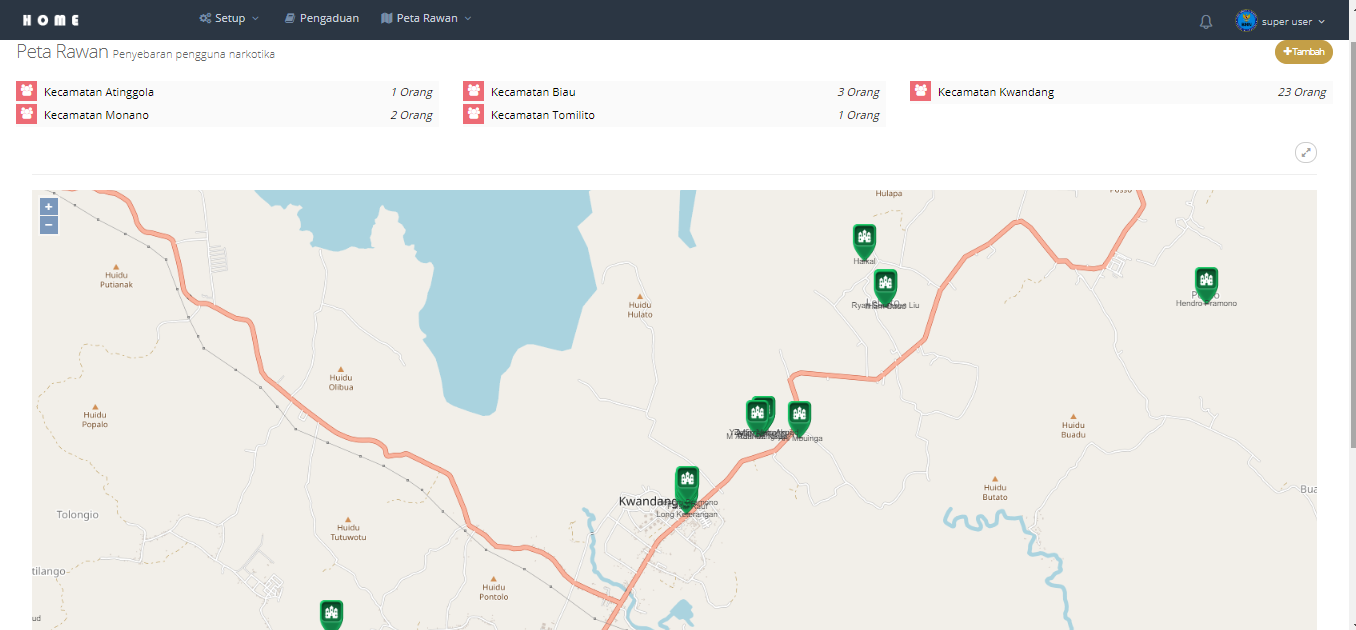 HOME
Setup
Pengaduan
Peta Rawan
super user
Peta Rawan Penyebaran pengguna narkotika
+Tambah
Kecamatan Atinggola 1 Orang
Kecamatan Biau 3 Orang
Kecamatan Kwandang 23 Orang
Kecamatan Monano 2 Orang
Kecamatan Tomilito 1 Orang
+
−
Hulapa
Haikal
Huidu
Putianak
Hendro Pramono
Huidu
Hulato
Huidu
Olibua
Huidu
Popalo
Huidu
Buadu
Kwandang
Long Keterangan
Huidu
Butato
Bua
Tolongio
Huidu
Tutuwotu
tilango
Huidu
Pontolo
ud